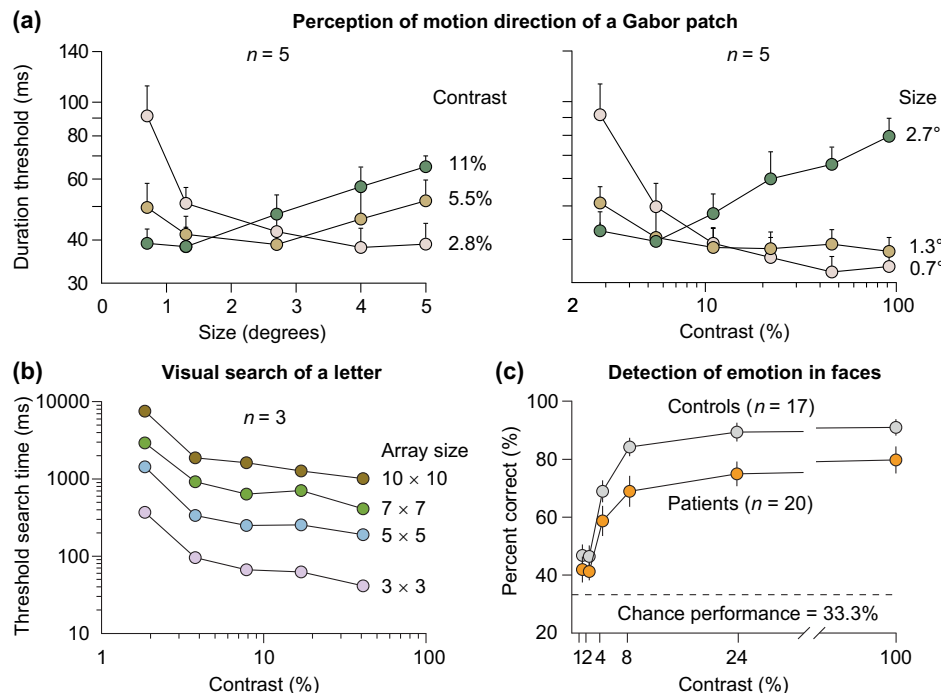 (a) Perception of motion direction of a Gabor patch
Duration threshold (ms)
140
100
80
60
40
30
n = 5
Contrast
11%
5.5%
2.8%
0 1 2 3 4 5
Size (degrees)
n = 5
Size
2.7°
1.3°
0.7°
2 10 100
Contrast (%)
(b) Visual search of a letter
Threshold search time (ms)
10000
1000
100
10
n = 3
Array size
10 × 10
7 × 7
5 × 5
3 × 3
1 10 100
Contrast (%)
(c) Detection of emotion in faces
Percent correct (%)
100
80
60
40
20
Controls (n = 17)
Patients (n = 20)
Chance performance = 33.3%
1 2 4 8 24 100
Contrast (%)